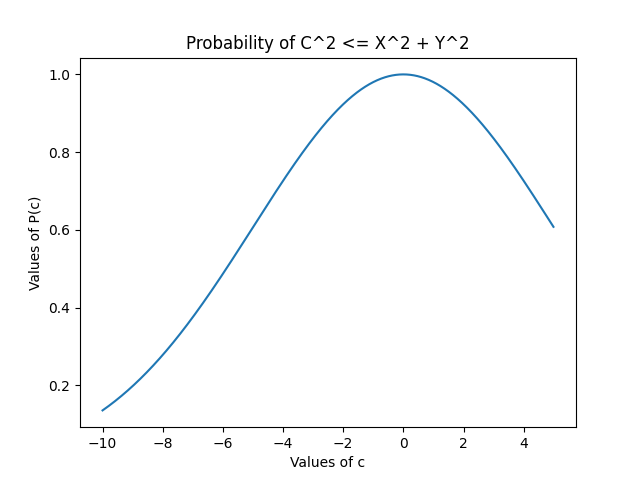 Probability of C^2 <= X^2 + Y^2
1.0
0.8
0.6
0.4
0.2
Values of P(c)
−10 −8 −6 −4 −2 0 2 4
Values of c